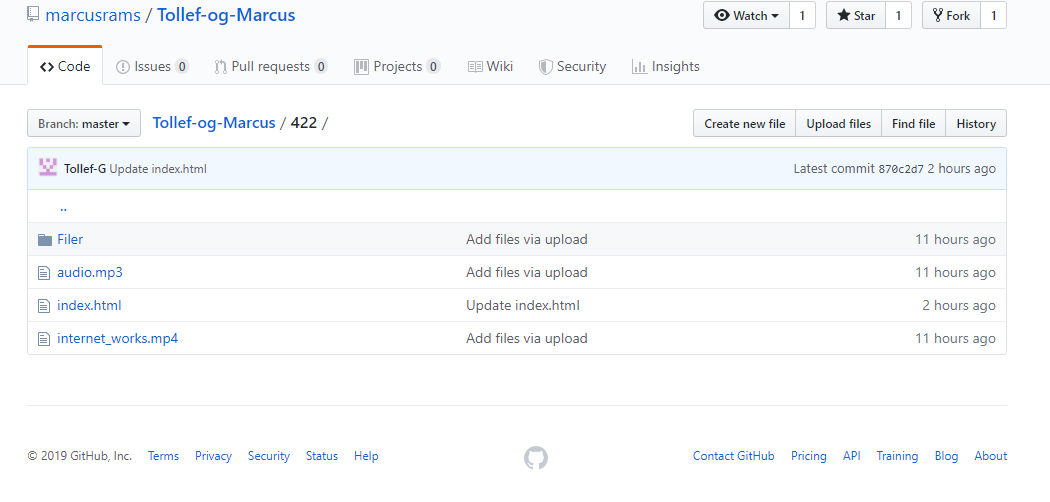 marcusrams / Tollef-og-Marcus
Watch 1 Star 1 Fork 1
Code Issues 0 Pull requests 0 Projects 0 Wiki Security Insights
Branch: master Tollef-og-Marcus / 422 / Create new file Upload files Find file History
Tollef-G Update index.html Latest commit 870c2d7 2 hours ago
..
Filer Add files via upload 11 hours ago
audio.mp3 Add files via upload 11 hours ago
index.html Update index.html 2 hours ago
internet_works.mp4 Add files via upload 11 hours ago
© 2019 GitHub, Inc. Terms Privacy Security Status Help Contact GitHub Pricing API Training Blog About